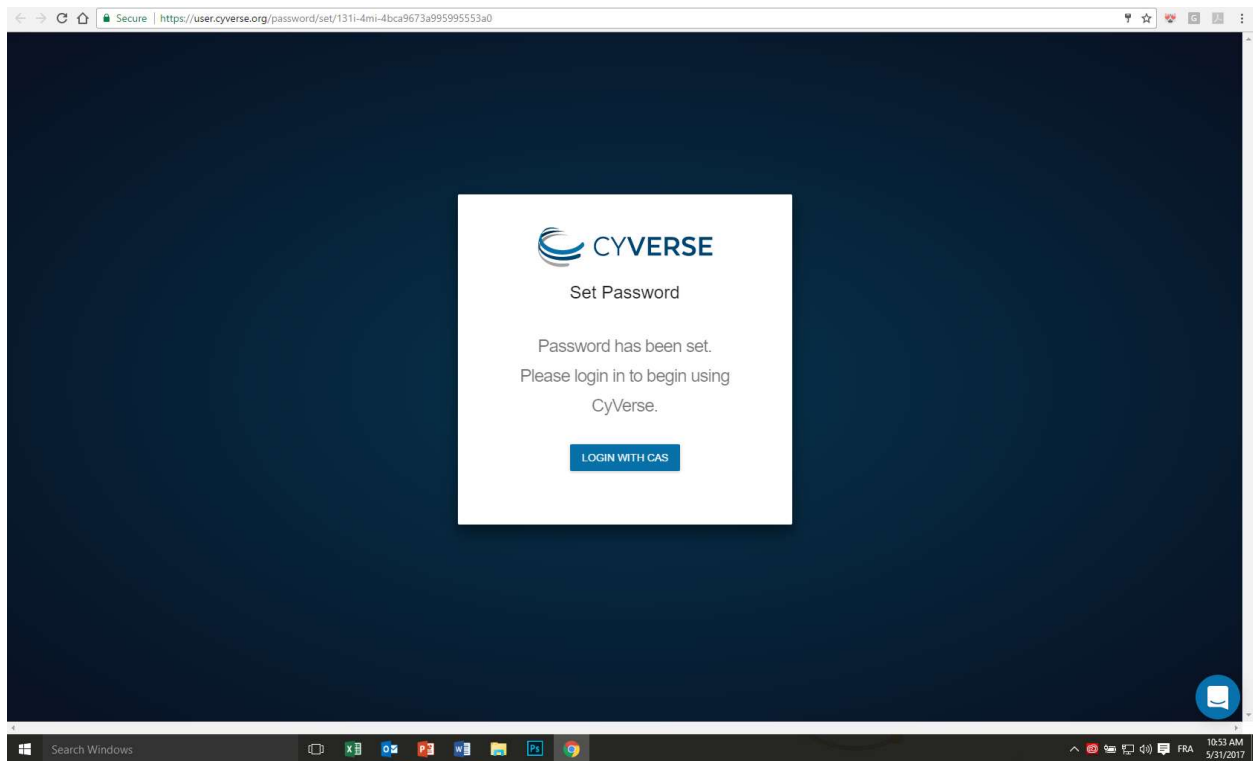 Secure https://user.cyverse.org/password/set/131i-4mi-4bca9673a995995553a0
CYVERSE
Set Password
Password has been set.
Please login in to begin using
CyVerse.
LOGIN WITH CAS
Search Windows
FRA
10:53 AM
5/31/2017